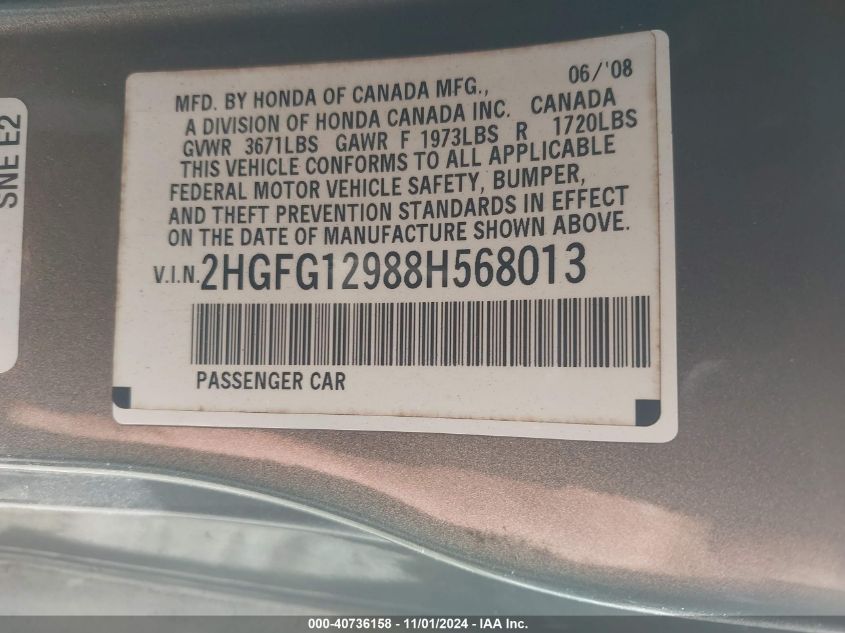 06/'08
MFD. BY HONDA OF CANADA MFG.,
A DIVISION OF HONDA CANADA INC. CANADA
GVWR 3671LBS GAWR F 1973LBS R 1720LBS
THIS VEHICLE CONFORMS TO ALL APPLICABLE
FEDERAL MOTOR VEHICLE SAFETY, BUMPER,
AND THEFT PREVENTION STANDARDS IN EFFECT
ON THE DATE OF MANUFACTURE SHOWN ABOVE.
V.I.N. 2HGFG12988H568013
PASSENGER CAR
SNE E2
000-40736158 - 11/01/2024 - IAA Inc.